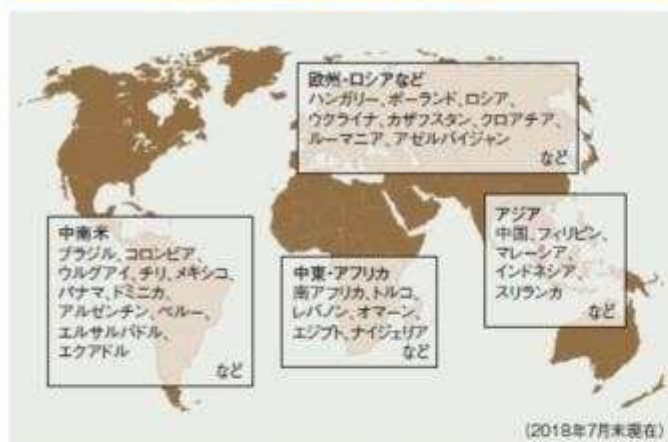 欧州・ロシアなど
ハンガリー、ポーランド、ロシア、
ウクライナ、カザフスタン、クロアチア、
ルーマニア、アゼルバイジャン
など
中南米
ブラジル、コロンビア、
ウルグアイ、チリ、メキシコ、
パナマ、ドミニカ、
アルゼンチン、ペルー、
エルサルバドル、
エクアドル
など
中東・アフリカ
南アフリカ、トルコ、
レバノン、オマーン、
エジプト、ナイジェリア
など
アジア
中国、フィリピン、
マレーシア、
インドネシア、
スリランカ
など
(2018年7月末現在)